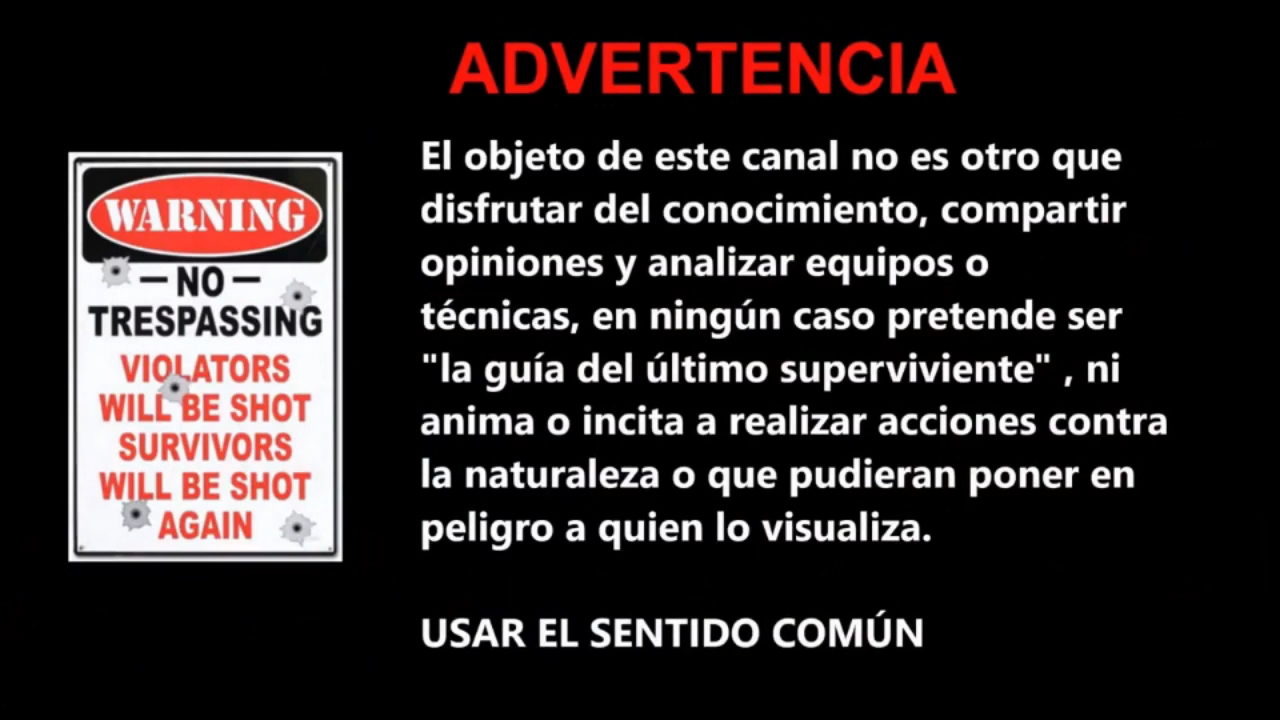 ADVERTENCIA
WARNING
— NO —
TRESPASSING
VIOLATORS
WILL BE SHOT
SURVIVORS
WILL BE SHOT
AGAIN
El objeto de este canal no es otro que
disfrutar del conocimiento, compartir
opiniones y analizar equipos o
técnicas, en ningún caso pretende ser
"la guía del último superviviente" , ni
anima o incita a realizar acciones contra
la naturaleza o que pudieran poner en
peligro a quien lo visualiza.
USAR EL SENTIDO COMÚN